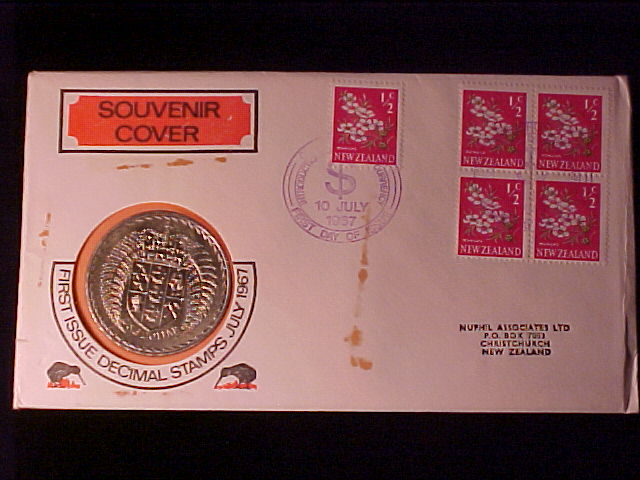 SOUVENIR
COVER
½c
NEW ZEALAND
½c
NEW ZEALAND
½c
NEW ZEALAND
½c
NEW ZEALAND
½c
NEW ZEALAND
$
10 JULY
1967
FIRST DAY OF ISSUE
FIRST ISSUE DECIMAL STAMPS JULY 1967
NUPHIL ASSOCIATES LTD
P.O. BOX 7053
CHRISTCHURCH
NEW ZEALAND